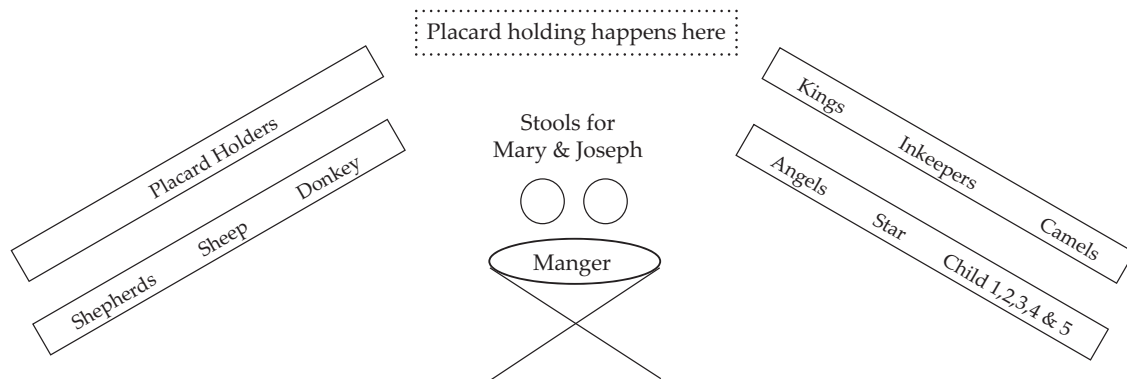 Placard holding happens here
Placard Holders
Shepherds Sheep Donkey
Stools for
Mary & Joseph
Manger
Kings Inkeepers Camels
Angels Star Child 1,2,3,4 & 5